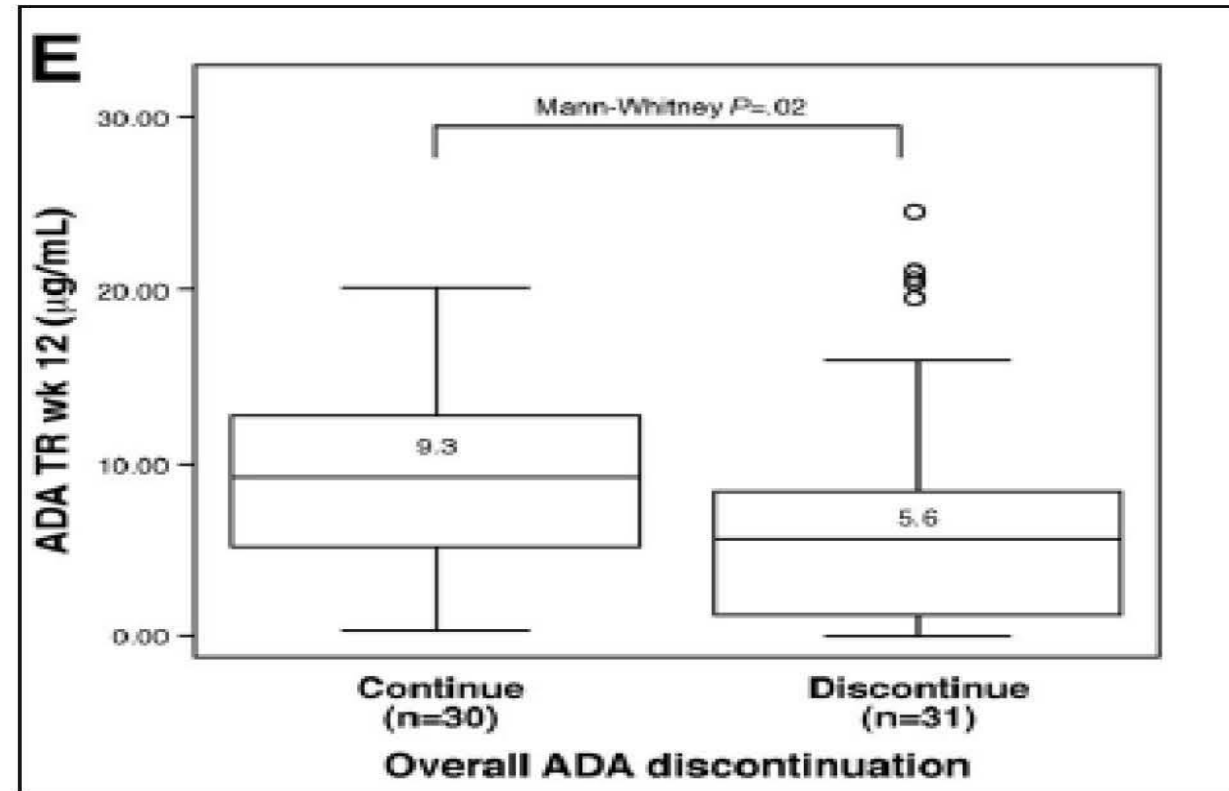 E
Mann-Whitney P=.02
30.00
20.00
10.00
0.00
ADA TR wk 12 (µg/mL)
9.3
5.6
Continue
(n=30)
Discontinue
(n=31)
Overall ADA discontinuation